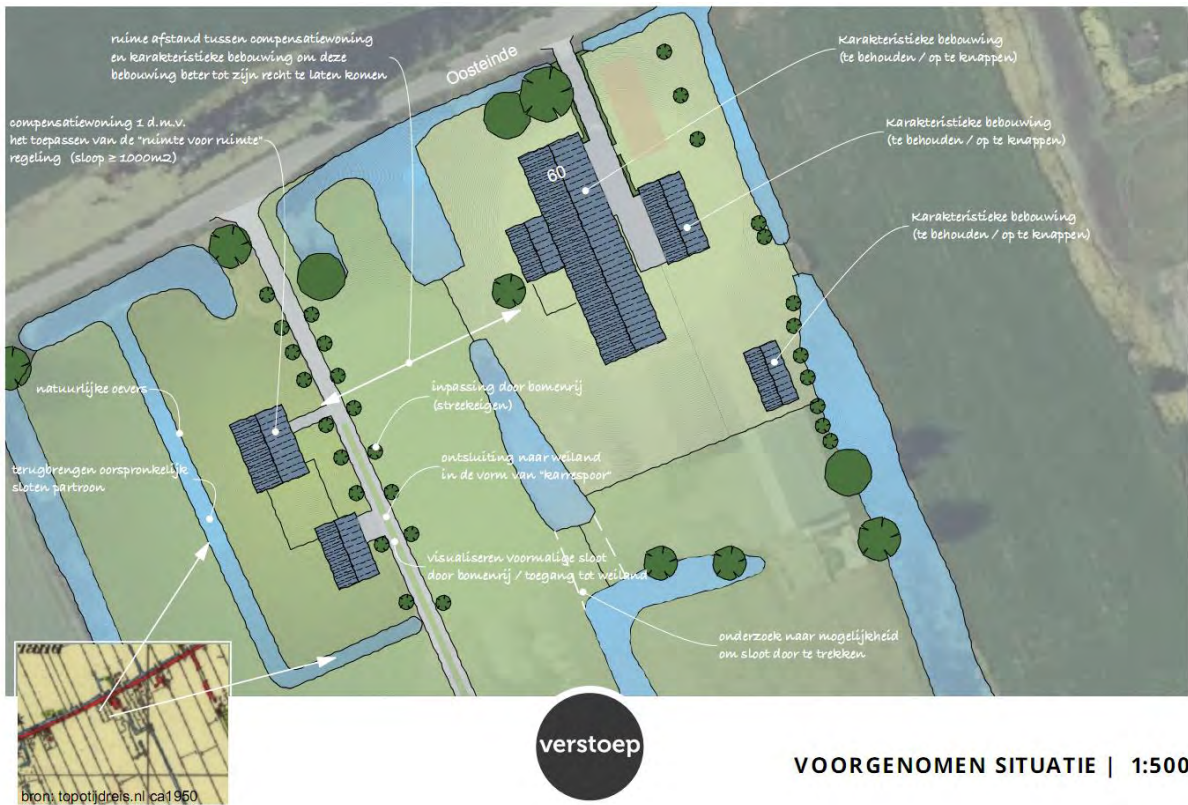 ruime afstand tussen compensatiewoning
en karakteristieke bebouwing om deze
bebouwing beter tot zijn recht te laten komen
Oosteinde
Karakteristieke bebouwing
(te behouden / op te knappen)
compensatiewoning 1 d.m.v.
het toepassen van de "ruimte voor ruimte"
regeling (sloop ≥ 1000m2)
Karakteristieke bebouwing
(te behouden / op te knappen)
60
Karakteristieke bebouwing
(te behouden / op te knappen)
natuurlijke oevers
inpassing door bomenrij
(streekeigen)
terugbrengen oorspronkelijk
sloten partroon
ontsluiting naar weiland
in de vorm van "karrespoor"
visualiseren voormalige sloot
door bomenrij / toegang tot weiland
onderzoek naar mogelijkheid
om sloot door te trekken
bron: topotijdreis.nl ca1950
verstoep
VOORGENOMEN SITUATIE | 1:500